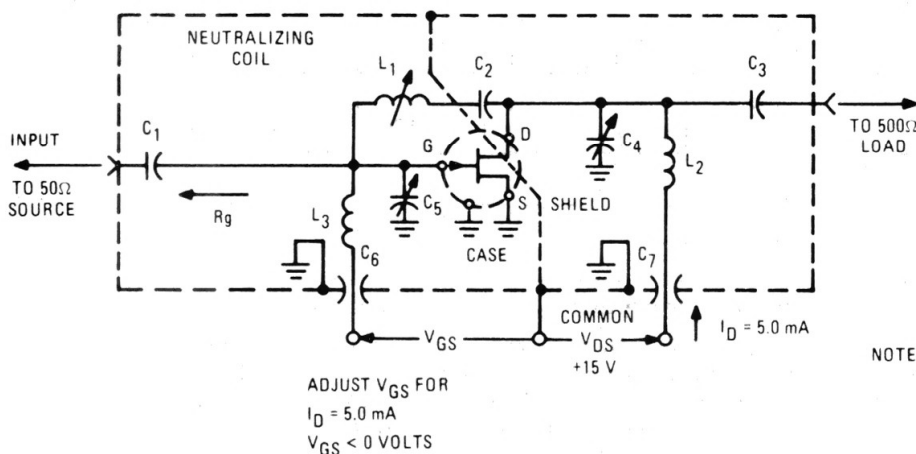 NEUTRALIZING
COIL
L1
C2
C3
C1
INPUT
TO 50Ω
SOURCE
Rg
G
D
S
C5
C4
L2
TO 500Ω
LOAD
L3
SHIELD
CASE
C6
C7
COMMON
VGS
VDS
+15 V
ID = 5.0 mA
NOTE
ADJUST VGS FOR
ID = 5.0 mA
VGS < 0 VOLTS